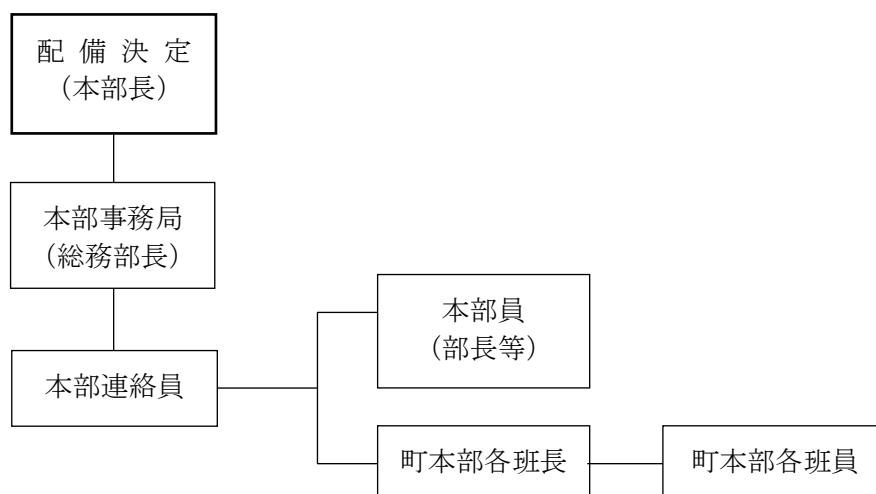 配 備 決 定
（本部長）
本部事務局
（総務部長）
本部員
（部長等）
本部連絡員
町本部各班長
町本部各班員